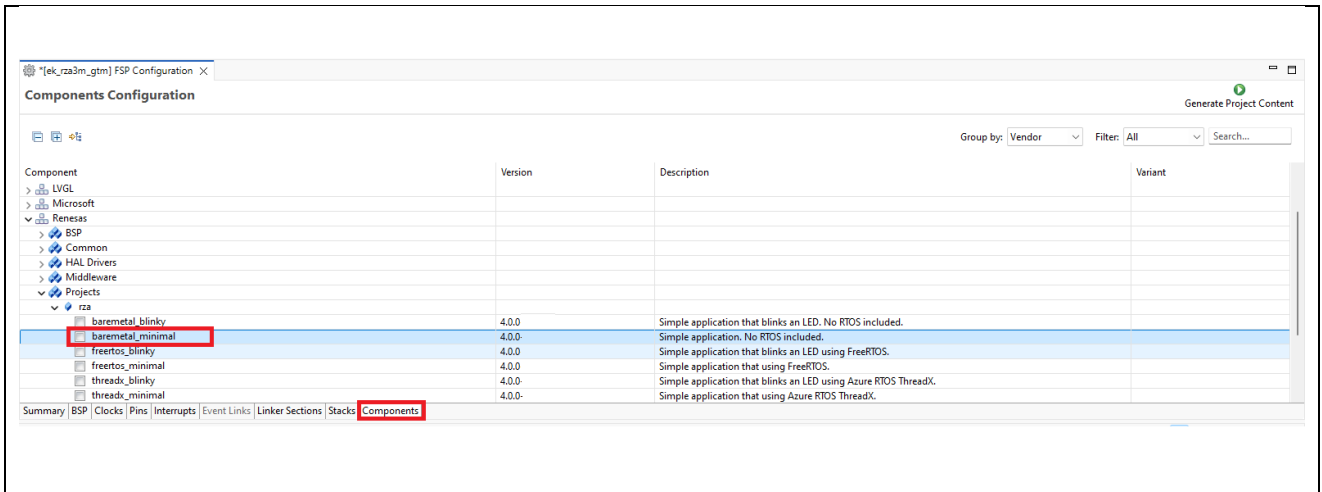 *[ek_rza3m_gtm] FSP Configuration
Components Configuration
Generate Project Content
Group by: Vendor Filter: All Search...
Component Version Description Variant
LVGL
Microsoft
Renesas
BSP
Common
HAL Drivers
Middleware
Projects
rza
baremetal_blinky 4.0.0 Simple application that blinks an LED. No RTOS included.
baremetal_minimal 4.0.0- Simple application. No RTOS included.
freertos_blinky 4.0.0 Simple application that blinks an LED using FreeRTOS.
freertos_minimal 4.0.0 Simple application that using FreeRTOS.
threadx_blinky 4.0.0- Simple application that blinks an LED using Azure RTOS ThreadX.
threadx_minimal 4.0.0- Simple application that using Azure RTOS ThreadX.
Summary BSP Clocks Pins Interrupts Event Links Linker Sections Stacks Components